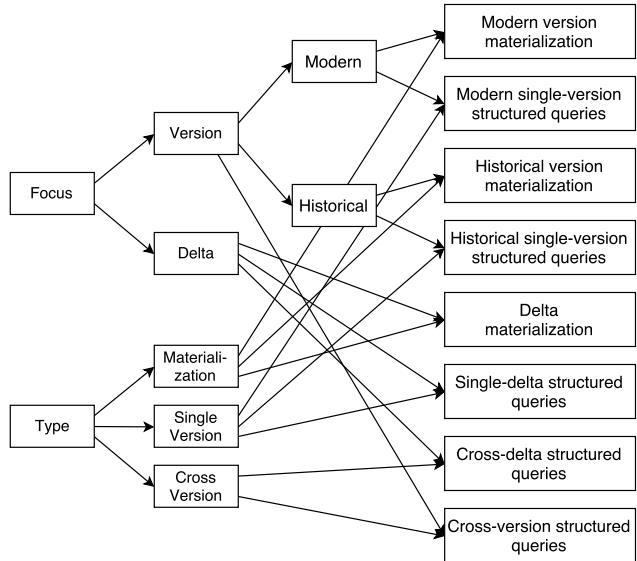 Focus
Type
Version
Delta
Materiali-
zation
Single
Version
Cross
Version
Modern
Historical
Modern version
materialization
Modern single-version
structured queries
Historical version
materialization
Historical single-version
structured queries
Delta
materialization
Single-delta structured
queries
Cross-delta structured
queries
Cross-version structured
queries